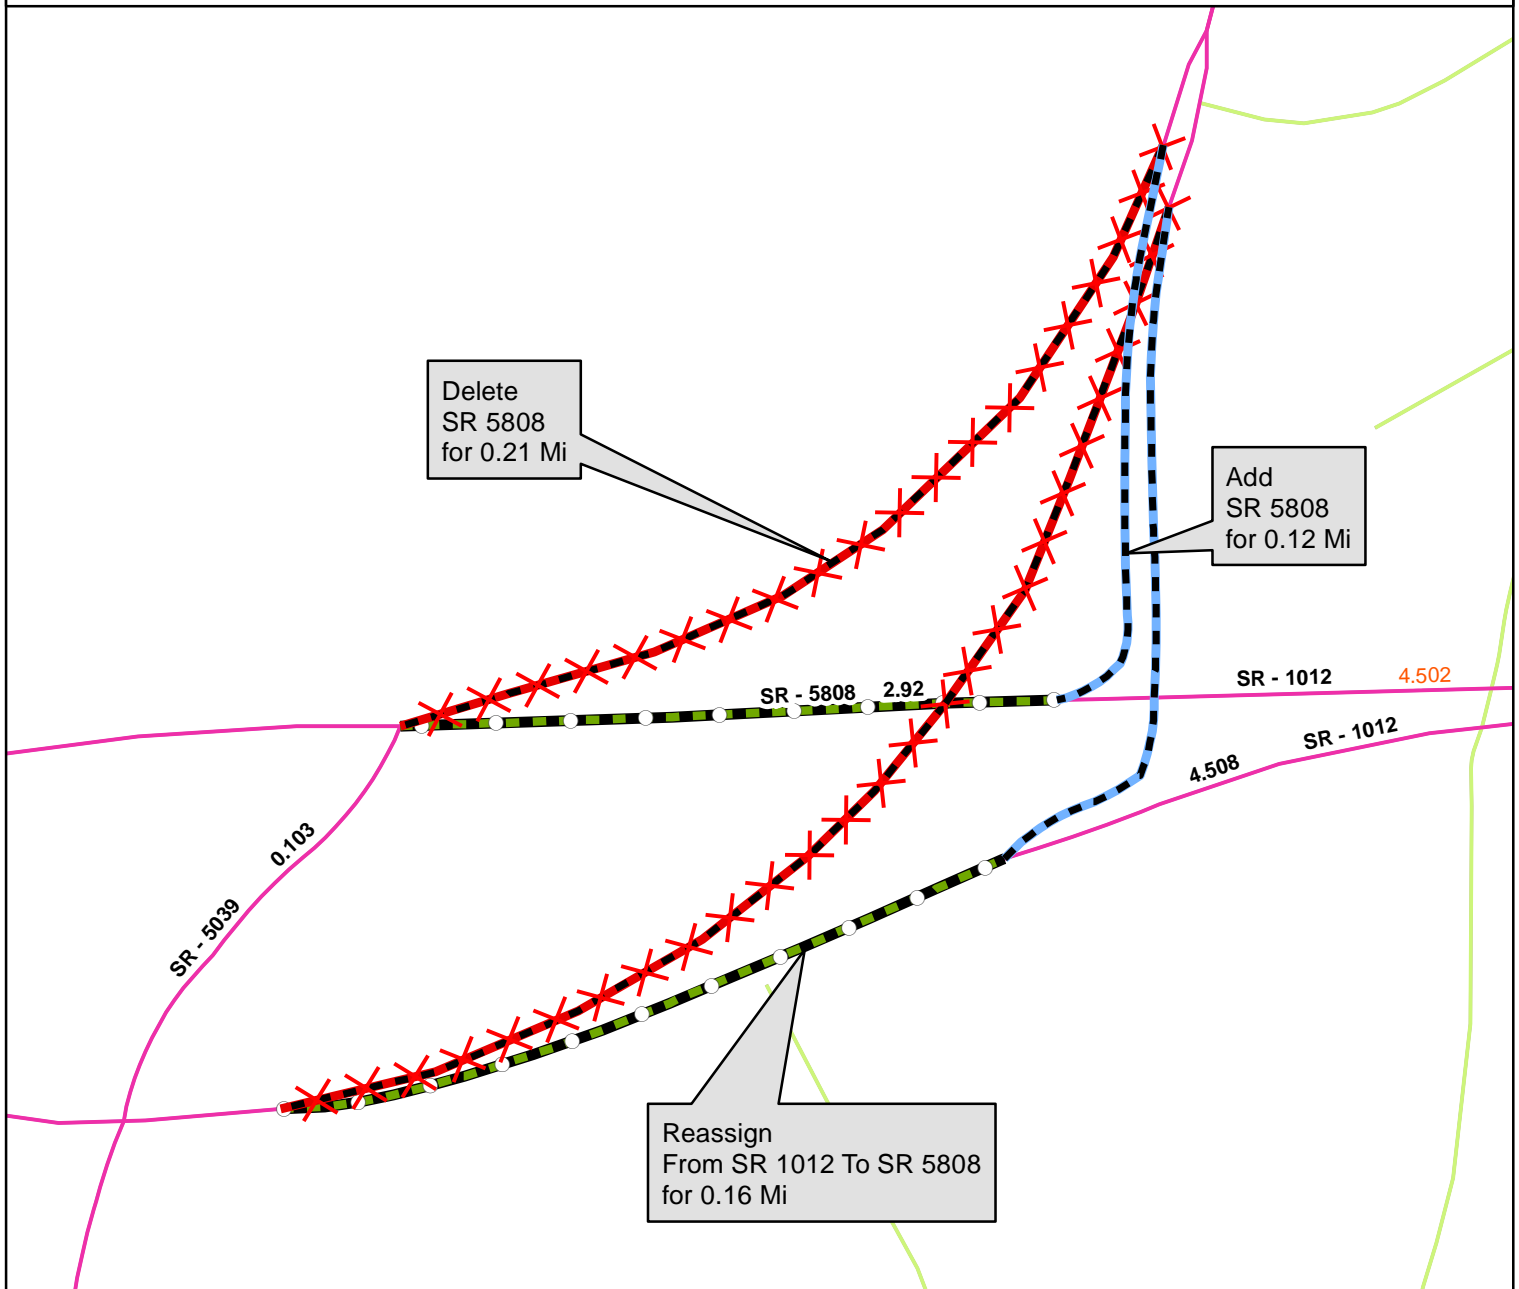 Delete
SR 5808
for 0.21 Mi
Add
SR 5808
for 0.12 Mi
SR - 5808
2.92
SR - 1012
4.502
SR - 1012
4.508
0.103
SR - 5039
Reassign
From SR 1012 To SR 5808
for 0.16 Mi